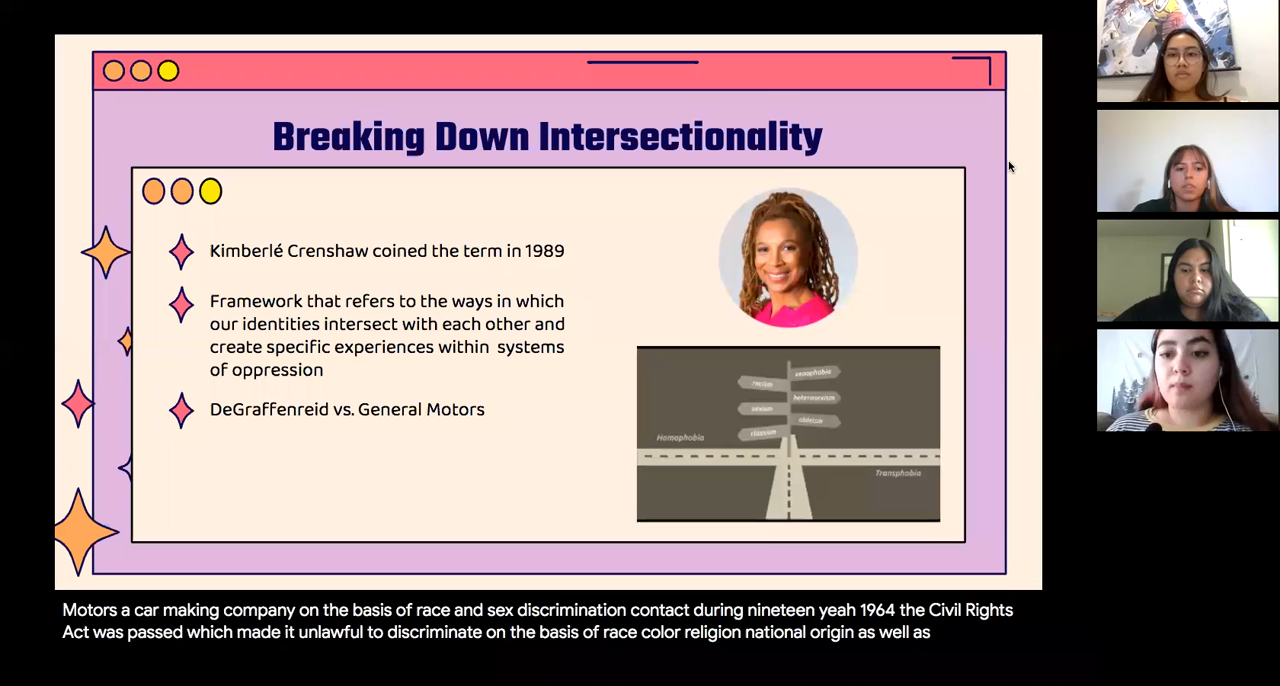 Breaking Down Intersectionality
Kimberlé Crenshaw coined the term in 1989
Framework that refers to the ways in which
our identities intersect with each other and
create specific experiences within systems
of oppression
DeGraffenreid vs. General Motors
xenophobia
racism
heterosexism
sexism
ableism
classism
Homophobia
Transphobia
Motors a car making company on the basis of race and sex discrimination contact during nineteen yeah 1964 the Civil Rights
Act was passed which made it unlawful to discriminate on the basis of race color religion national origin as well as